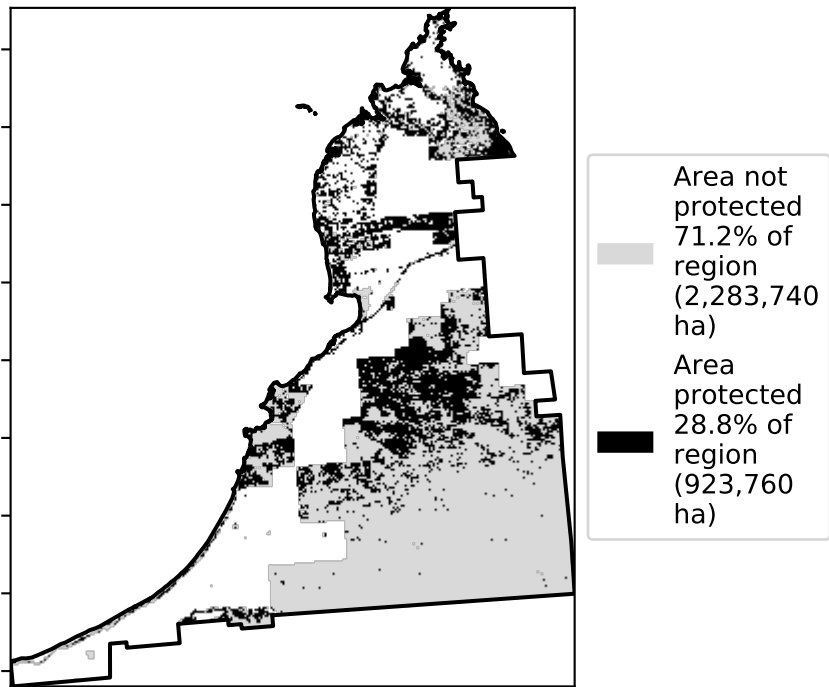 Area not
protected
71.2% of
region
(2,283,740
ha)
Area
protected
28.8% of
region
(923,760
ha)